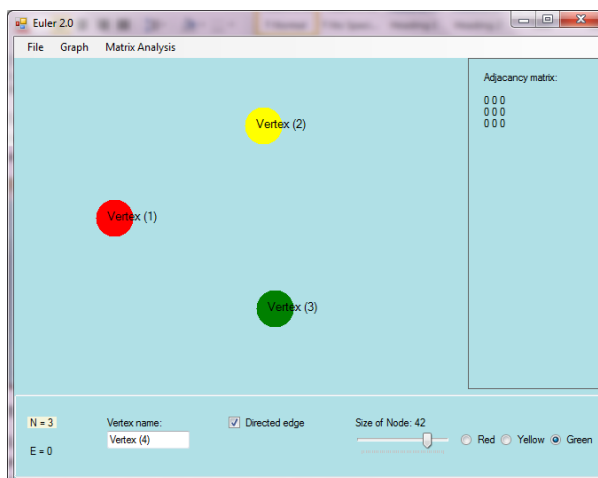 Euler 2.0
File Graph Matrix Analysis
Adjacancy matrix:
0 0 0
0 0 0
0 0 0
Vertex (2)
Vertex (1)
Vertex (3)
N = 3
Vertex name:
Directed edge
Size of Node: 42
Vertex (4)
Red Yellow Green
E = 0